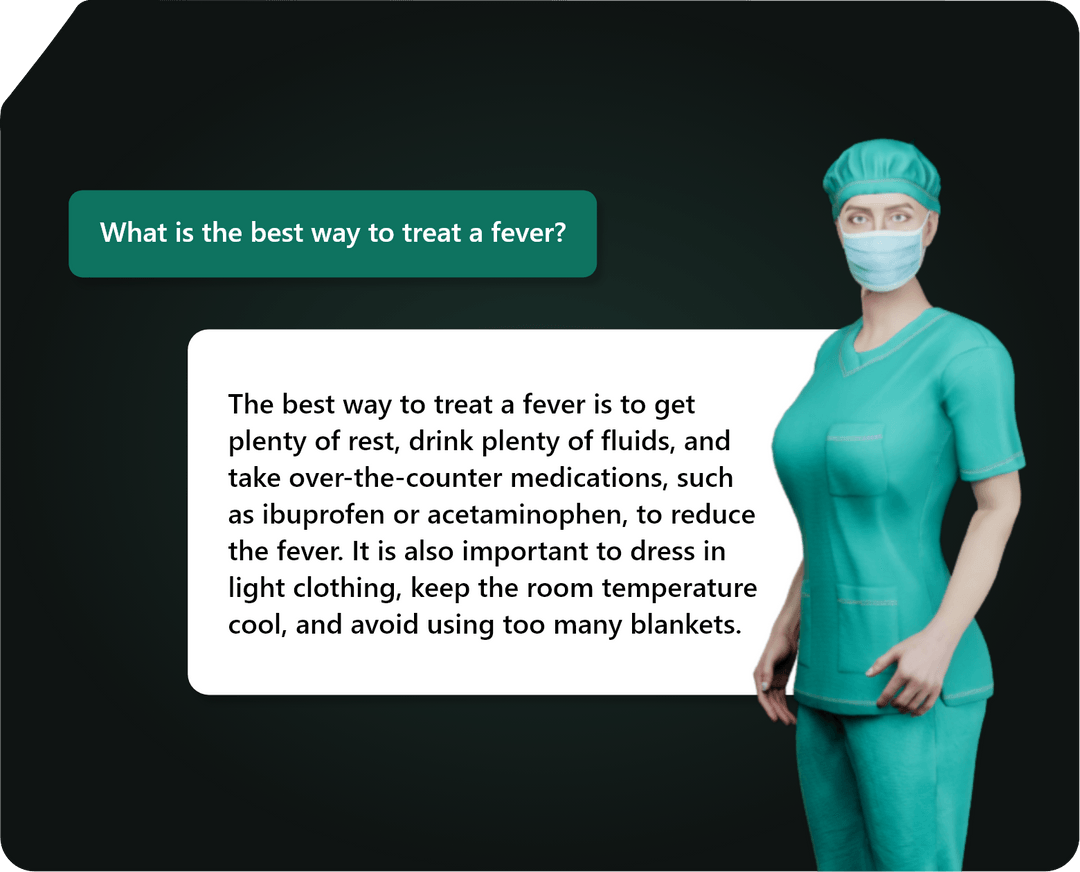 What is the best way to treat a fever?
The best way to treat a fever is to get
plenty of rest, drink plenty of fluids, and
take over-the-counter medications, such
as ibuprofen or acetaminophen, to reduce
the fever. It is also important to dress in
light clothing, keep the room temperature
cool, and avoid using too many blankets.